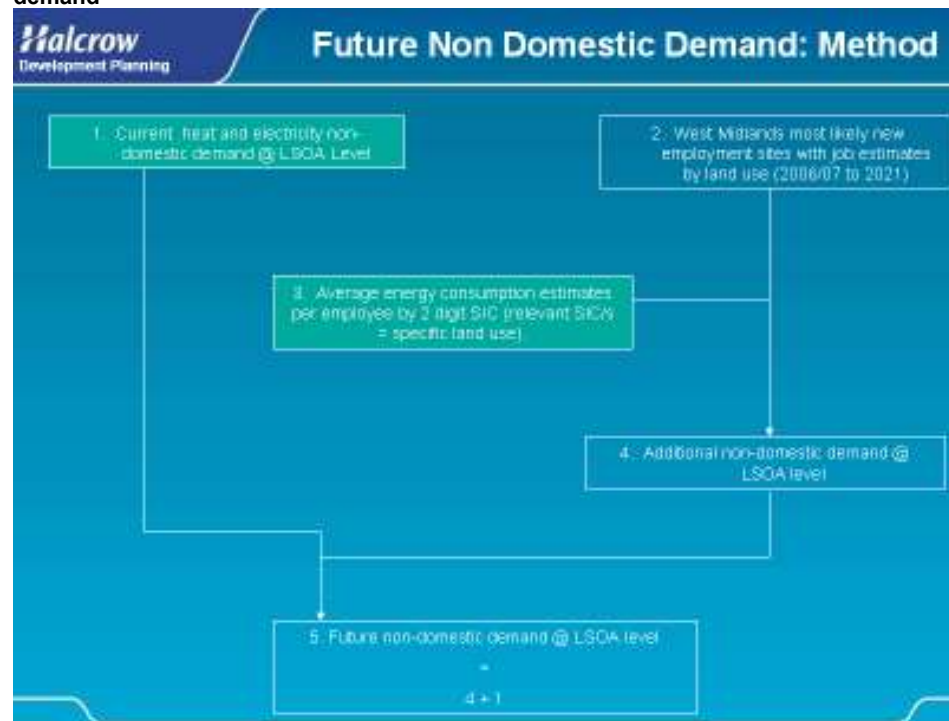 demand
Halcrow
Development Planning
Future Non Domestic Demand: Method
1. Current heat and electricity non-
domestic demand @ LSOA Level
2. West Midlands most likely new
employment sites with job estimates
by land use (2006/07 to 2021)
3. Average energy consumption estimates
per employee by 2 digit SIC (relevant SIC/s
= specific land use)
4. Additional non-domestic demand @
LSOA level
5. Future non-domestic demand @ LSOA level
=
4 + 1